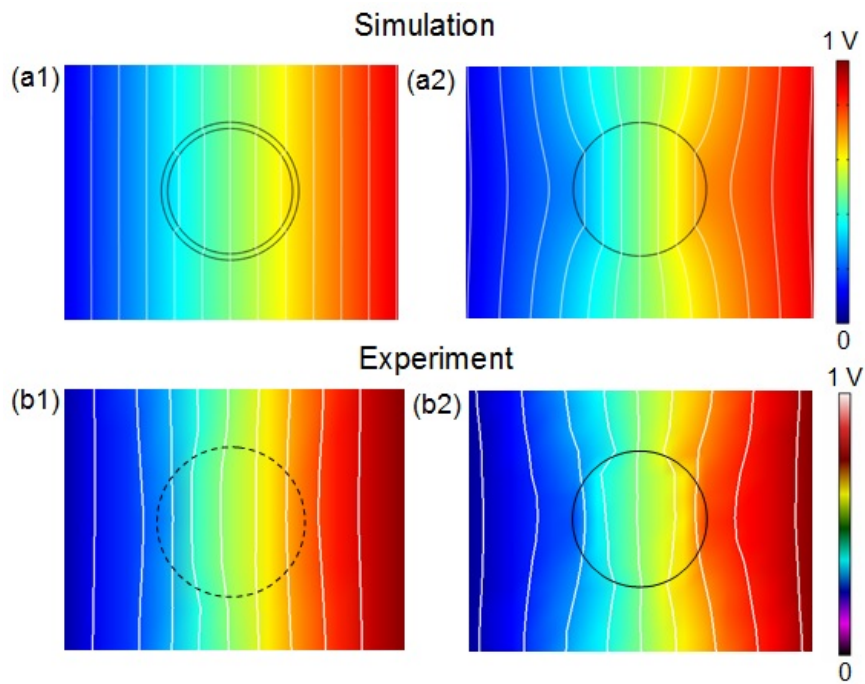 Simulation
(a1)
(a2)
1 V
0
Experiment
(b1)
(b2)
1 V
0